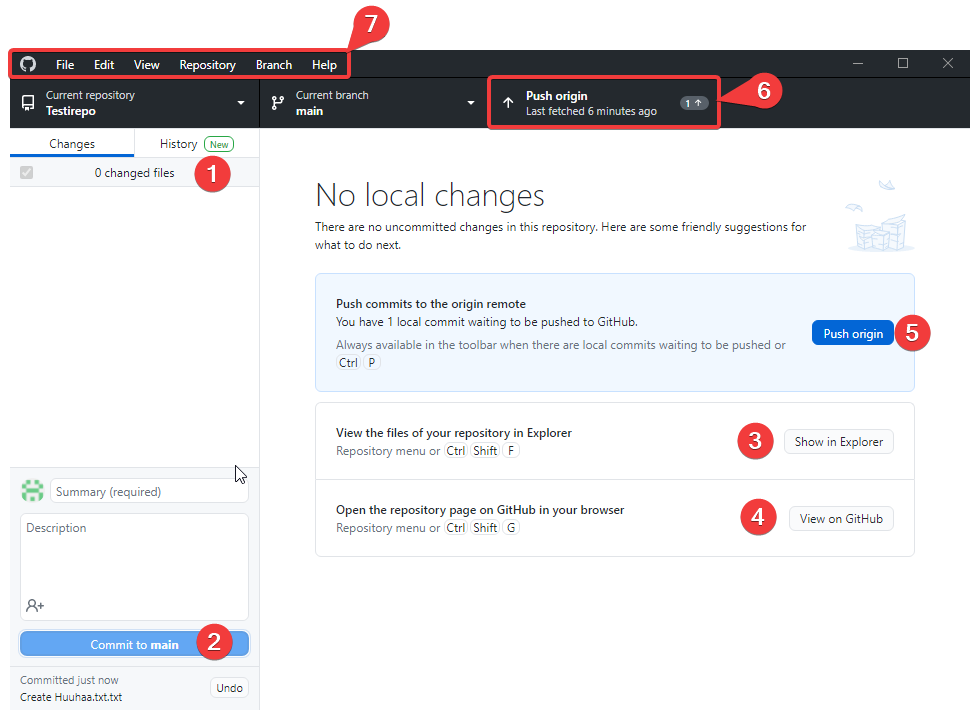 7
File Edit View Repository Branch Help
Current repository
Testirepo
Current branch
main
Push origin
Last fetched 6 minutes ago
1
6
Changes
History New
0 changed files
1
No local changes
There are no uncommitted changes in this repository. Here are some friendly suggestions for
what to do next.
Push commits to the origin remote
You have 1 local commit waiting to be pushed to GitHub.
Always available in the toolbar when there are local commits waiting to be pushed or
Ctrl P
Push origin
5
View the files of your repository in Explorer
Repository menu or Ctrl Shift F
3
Show in Explorer
Open the repository page on GitHub in your browser
Repository menu or Ctrl Shift G
4
View on GitHub
Summary (required)
Description
Commit to main
2
Committed just now
Create Huuhaa.txt.txt
Undo